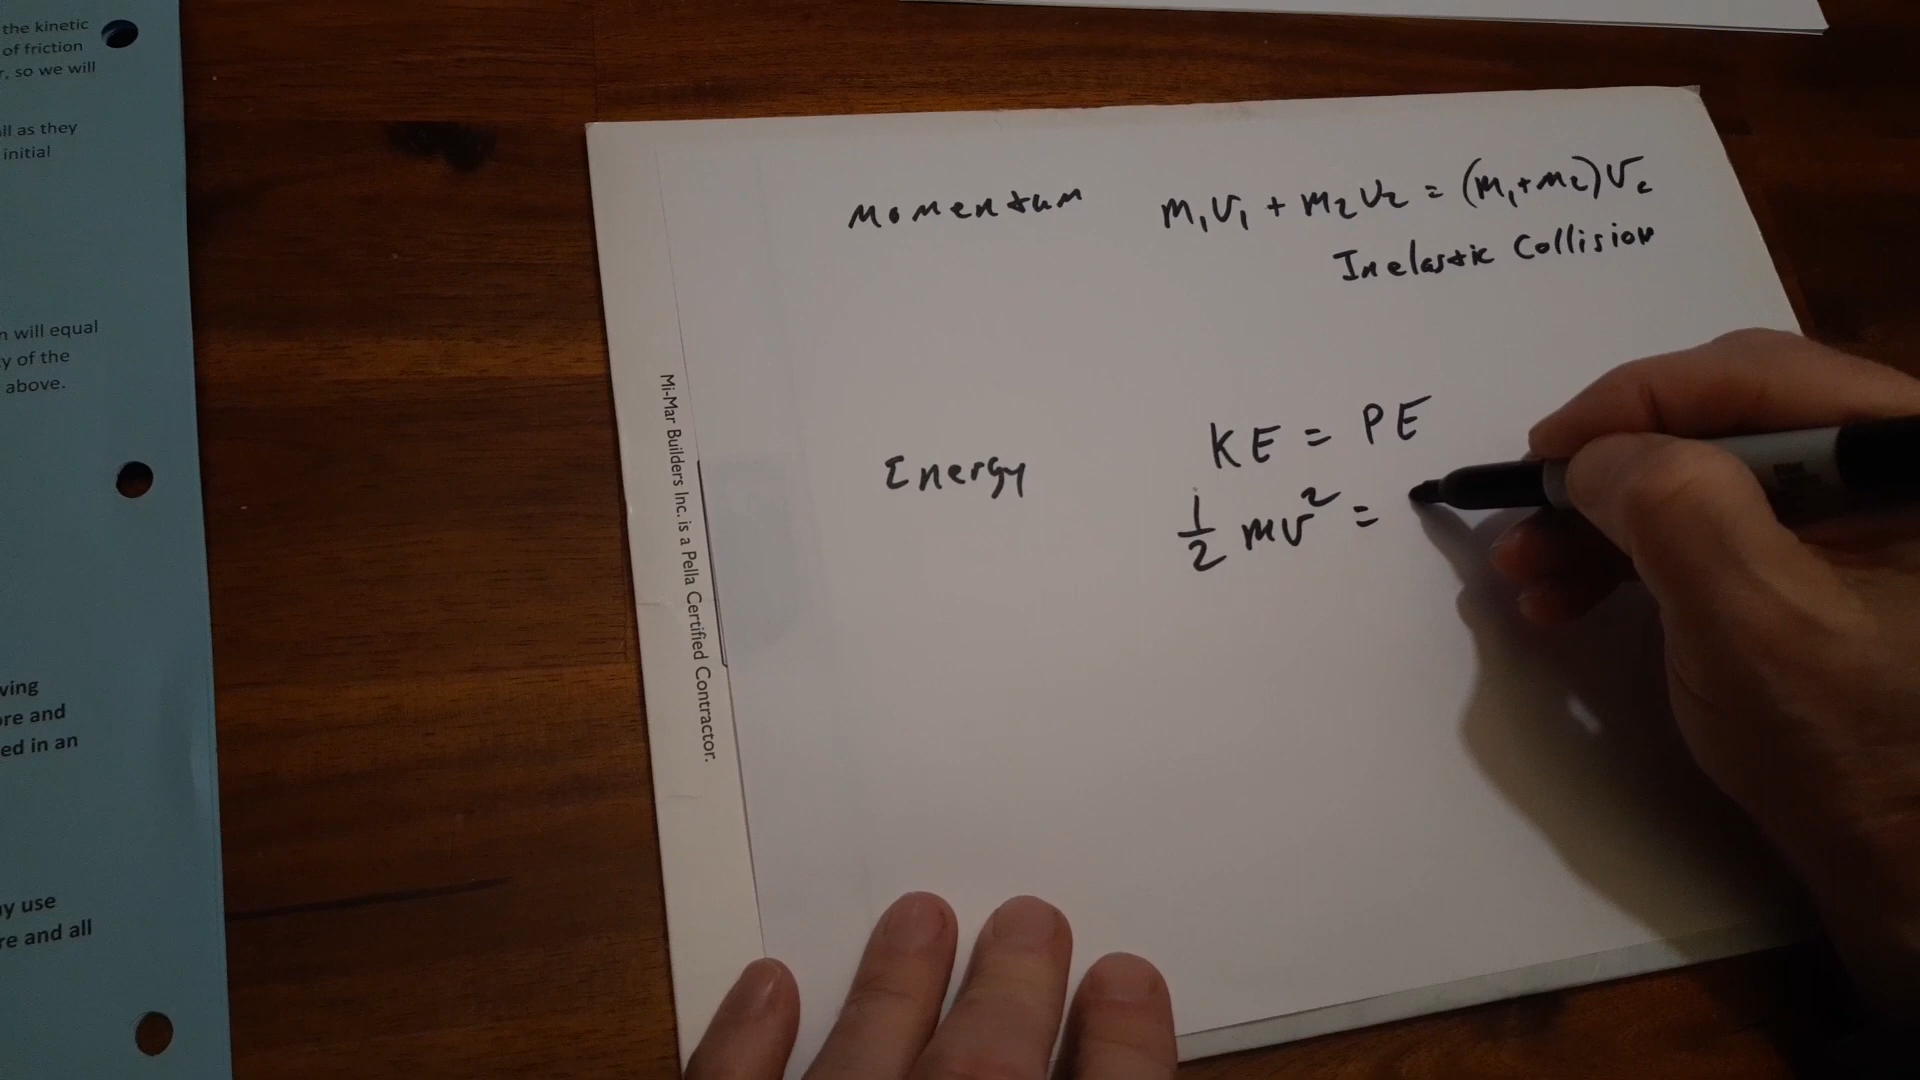 the kinetic
of friction
r, so we will
ll as they
initial
n will equal
y of the
above.
ving
ore and
ed in an
y use
re and all
Mi-Mar Builders Inc. is a Pella Certified Contractor.
Momentum m₁v₁ + m₂v₂ = (m₁+m₂)v_c
Inelastic Collision
KE = PE
Energy
½ mv² =